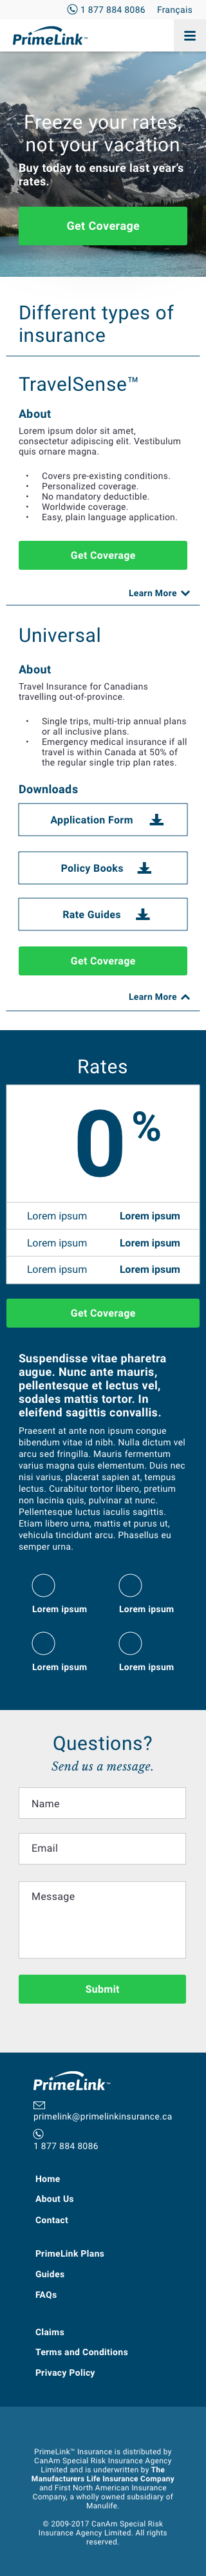 1 877 884 8086 Français
PrimeLink™
Freeze your rates,
not your vacation
Buy today to ensure last year's
rates.
Get Coverage
Different types of
insurance
TravelSense™
About
Lorem ipsum dolor sit amet,
consectetur adipiscing elit. Vestibulum
quis ornare magna.
• Covers pre-existing conditions.
• Personalized coverage.
• No mandatory deductible.
• Worldwide coverage.
• Easy, plain language application.
Get Coverage
Learn More
Universal
About
Travel Insurance for Canadians
travelling out-of-province.
• Single trips, multi-trip annual plans
or all inclusive plans.
• Emergency medical insurance if all
travel is within Canada at 50% of
the regular single trip plan rates.
Downloads
Application Form
Policy Books
Rate Guides
Get Coverage
Learn More
Rates
0%
Lorem ipsum Lorem ipsum
Lorem ipsum Lorem ipsum
Lorem ipsum Lorem ipsum
Get Coverage
Suspendisse vitae pharetra
augue. Nunc ante mauris,
pellentesque et lectus vel,
sodales mattis tortor. In
eleifend sagittis convallis.
Praesent at ante non ipsum congue
bibendum vitae id nibh. Nulla dictum vel
arcu sed fringilla. Mauris fermentum
varius magna quis elementum. Duis nec
nisi varius, placerat sapien at, tempus
lectus. Curabitur tortor libero, pretium
non lacinia quis, pulvinar at nunc.
Pellentesque luctus iaculis sagittis.
Etiam libero urna, mattis et purus ut,
vehicula tincidunt arcu. Phasellus eu
semper urna.
Lorem ipsum Lorem ipsum
Lorem ipsum Lorem ipsum
Questions?
Send us a message.
Name
Email
Message
Submit
PrimeLink™
primelink@primelinkinsurance.ca
1 877 884 8086
Home
About Us
Contact
PrimeLink Plans
Guides
FAQs
Claims
Terms and Conditions
Privacy Policy
PrimeLink™ Insurance is distributed by
CanAm Special Risk Insurance Agency
Limited and is underwritten by The
Manufacturers Life Insurance Company
and First North American Insurance
Company, a wholly owned subsidiary of
Manulife.
© 2009-2017 CanAm Special Risk
Insurance Agency Limited. All rights
reserved.